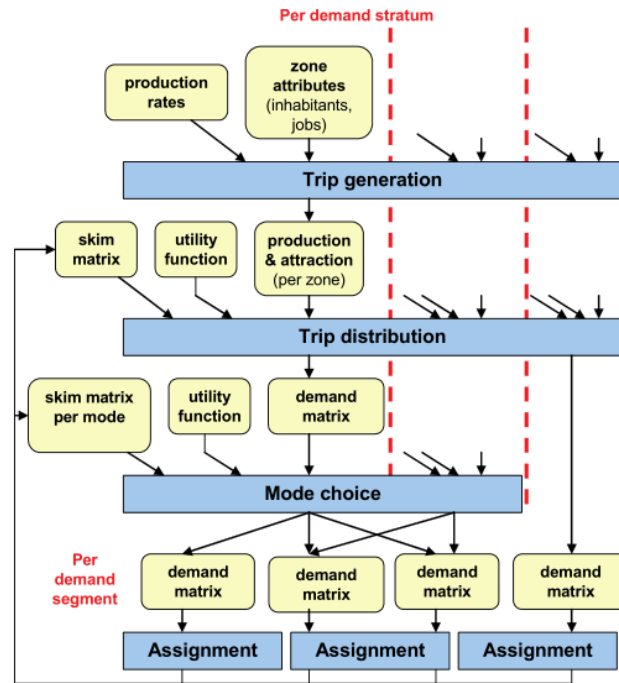 Per demand stratum
production
rates
zone
attributes
(inhabitants,
jobs)
Trip generation
skim
matrix
utility
function
production
& attraction
(per zone)
Trip distribution
skim matrix
per mode
utility
function
demand
matrix
Mode choice
Per
demand
segment
demand
matrix
demand
matrix
demand
matrix
demand
matrix
Assignment
Assignment
Assignment